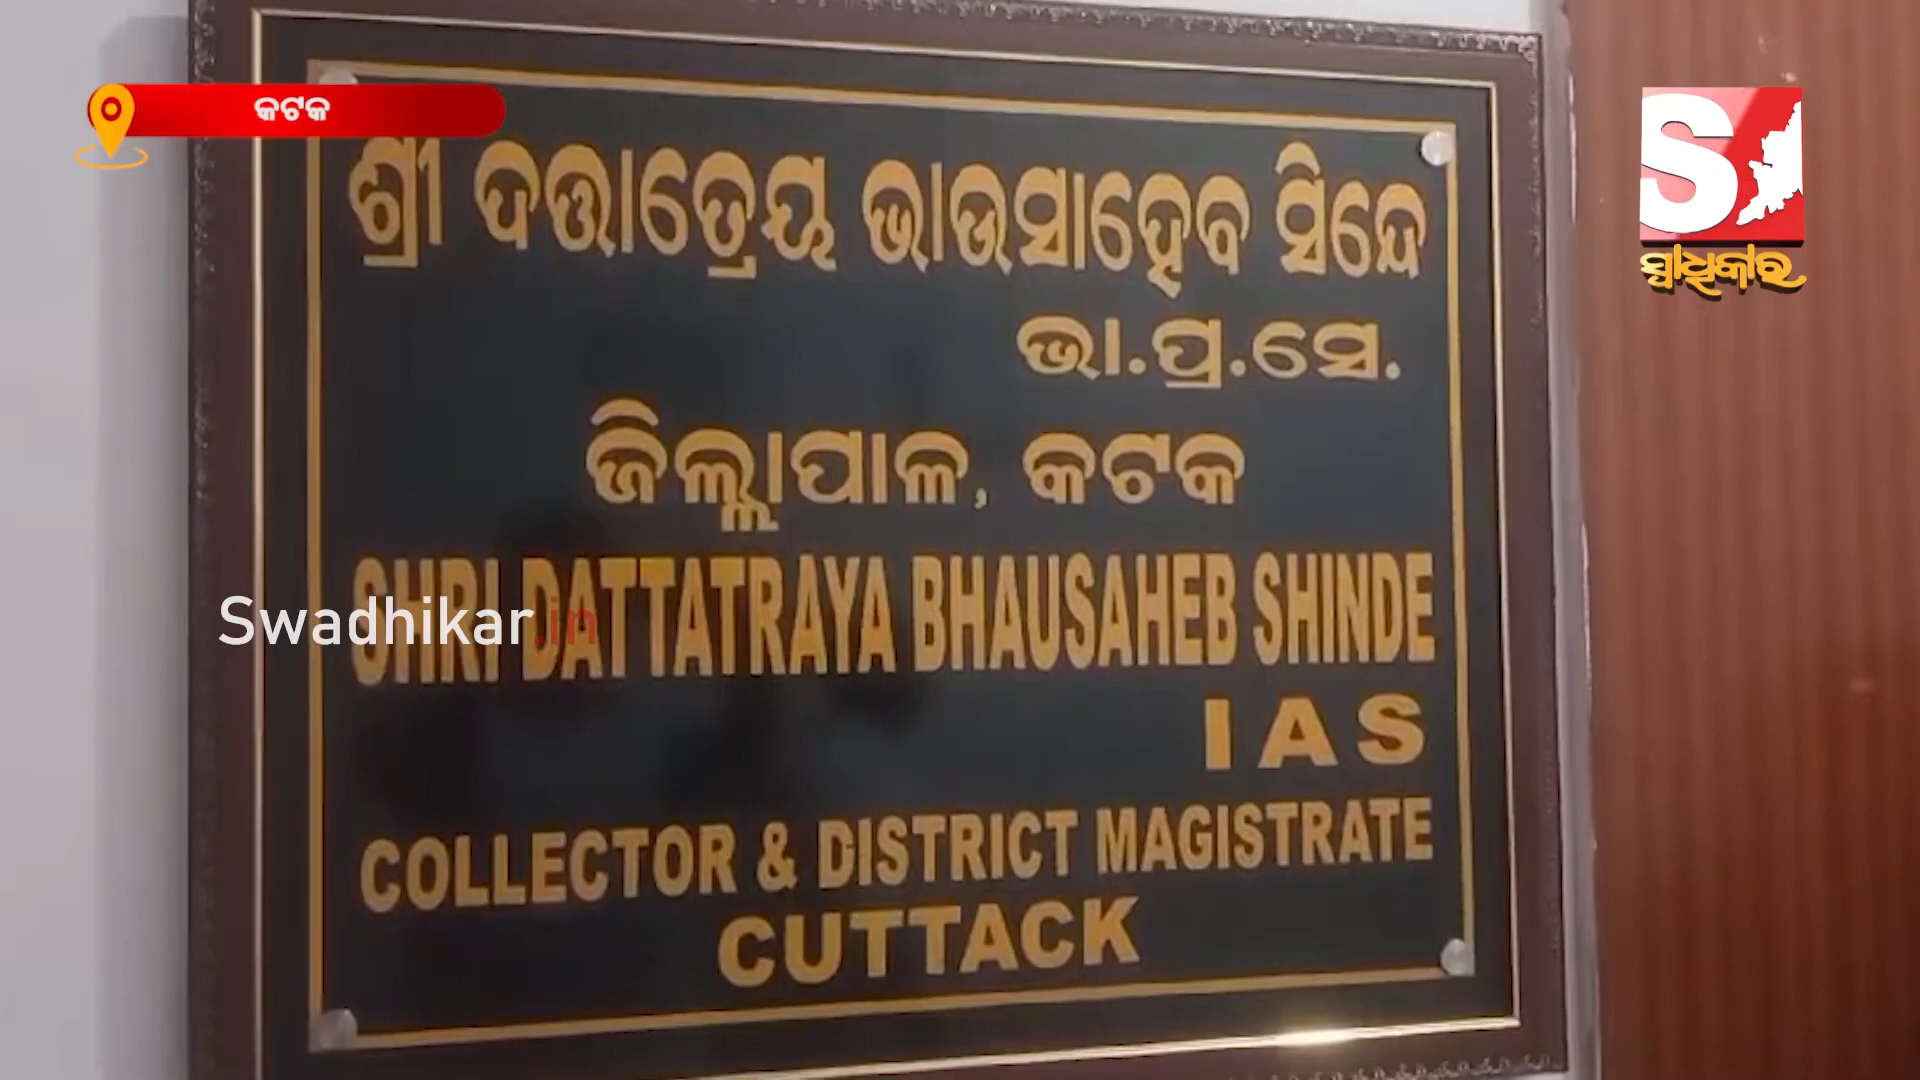 କଟକ
S
ସ୍ୱାଧିକାର
ଶ୍ରୀ ଦତ୍ତାତ୍ରେୟ ଭାଉସାହେବ ସିନ୍ଦେ
ଭା.ପ୍ର.ସେ.
ଜିଲ୍ଲାପାଳ, କଟକ
SHRI DATTATRAYA BHAUSAHEB SHINDE
Swadhikar.in
IAS
COLLECTOR & DISTRICT MAGISTRATE
CUTTACK